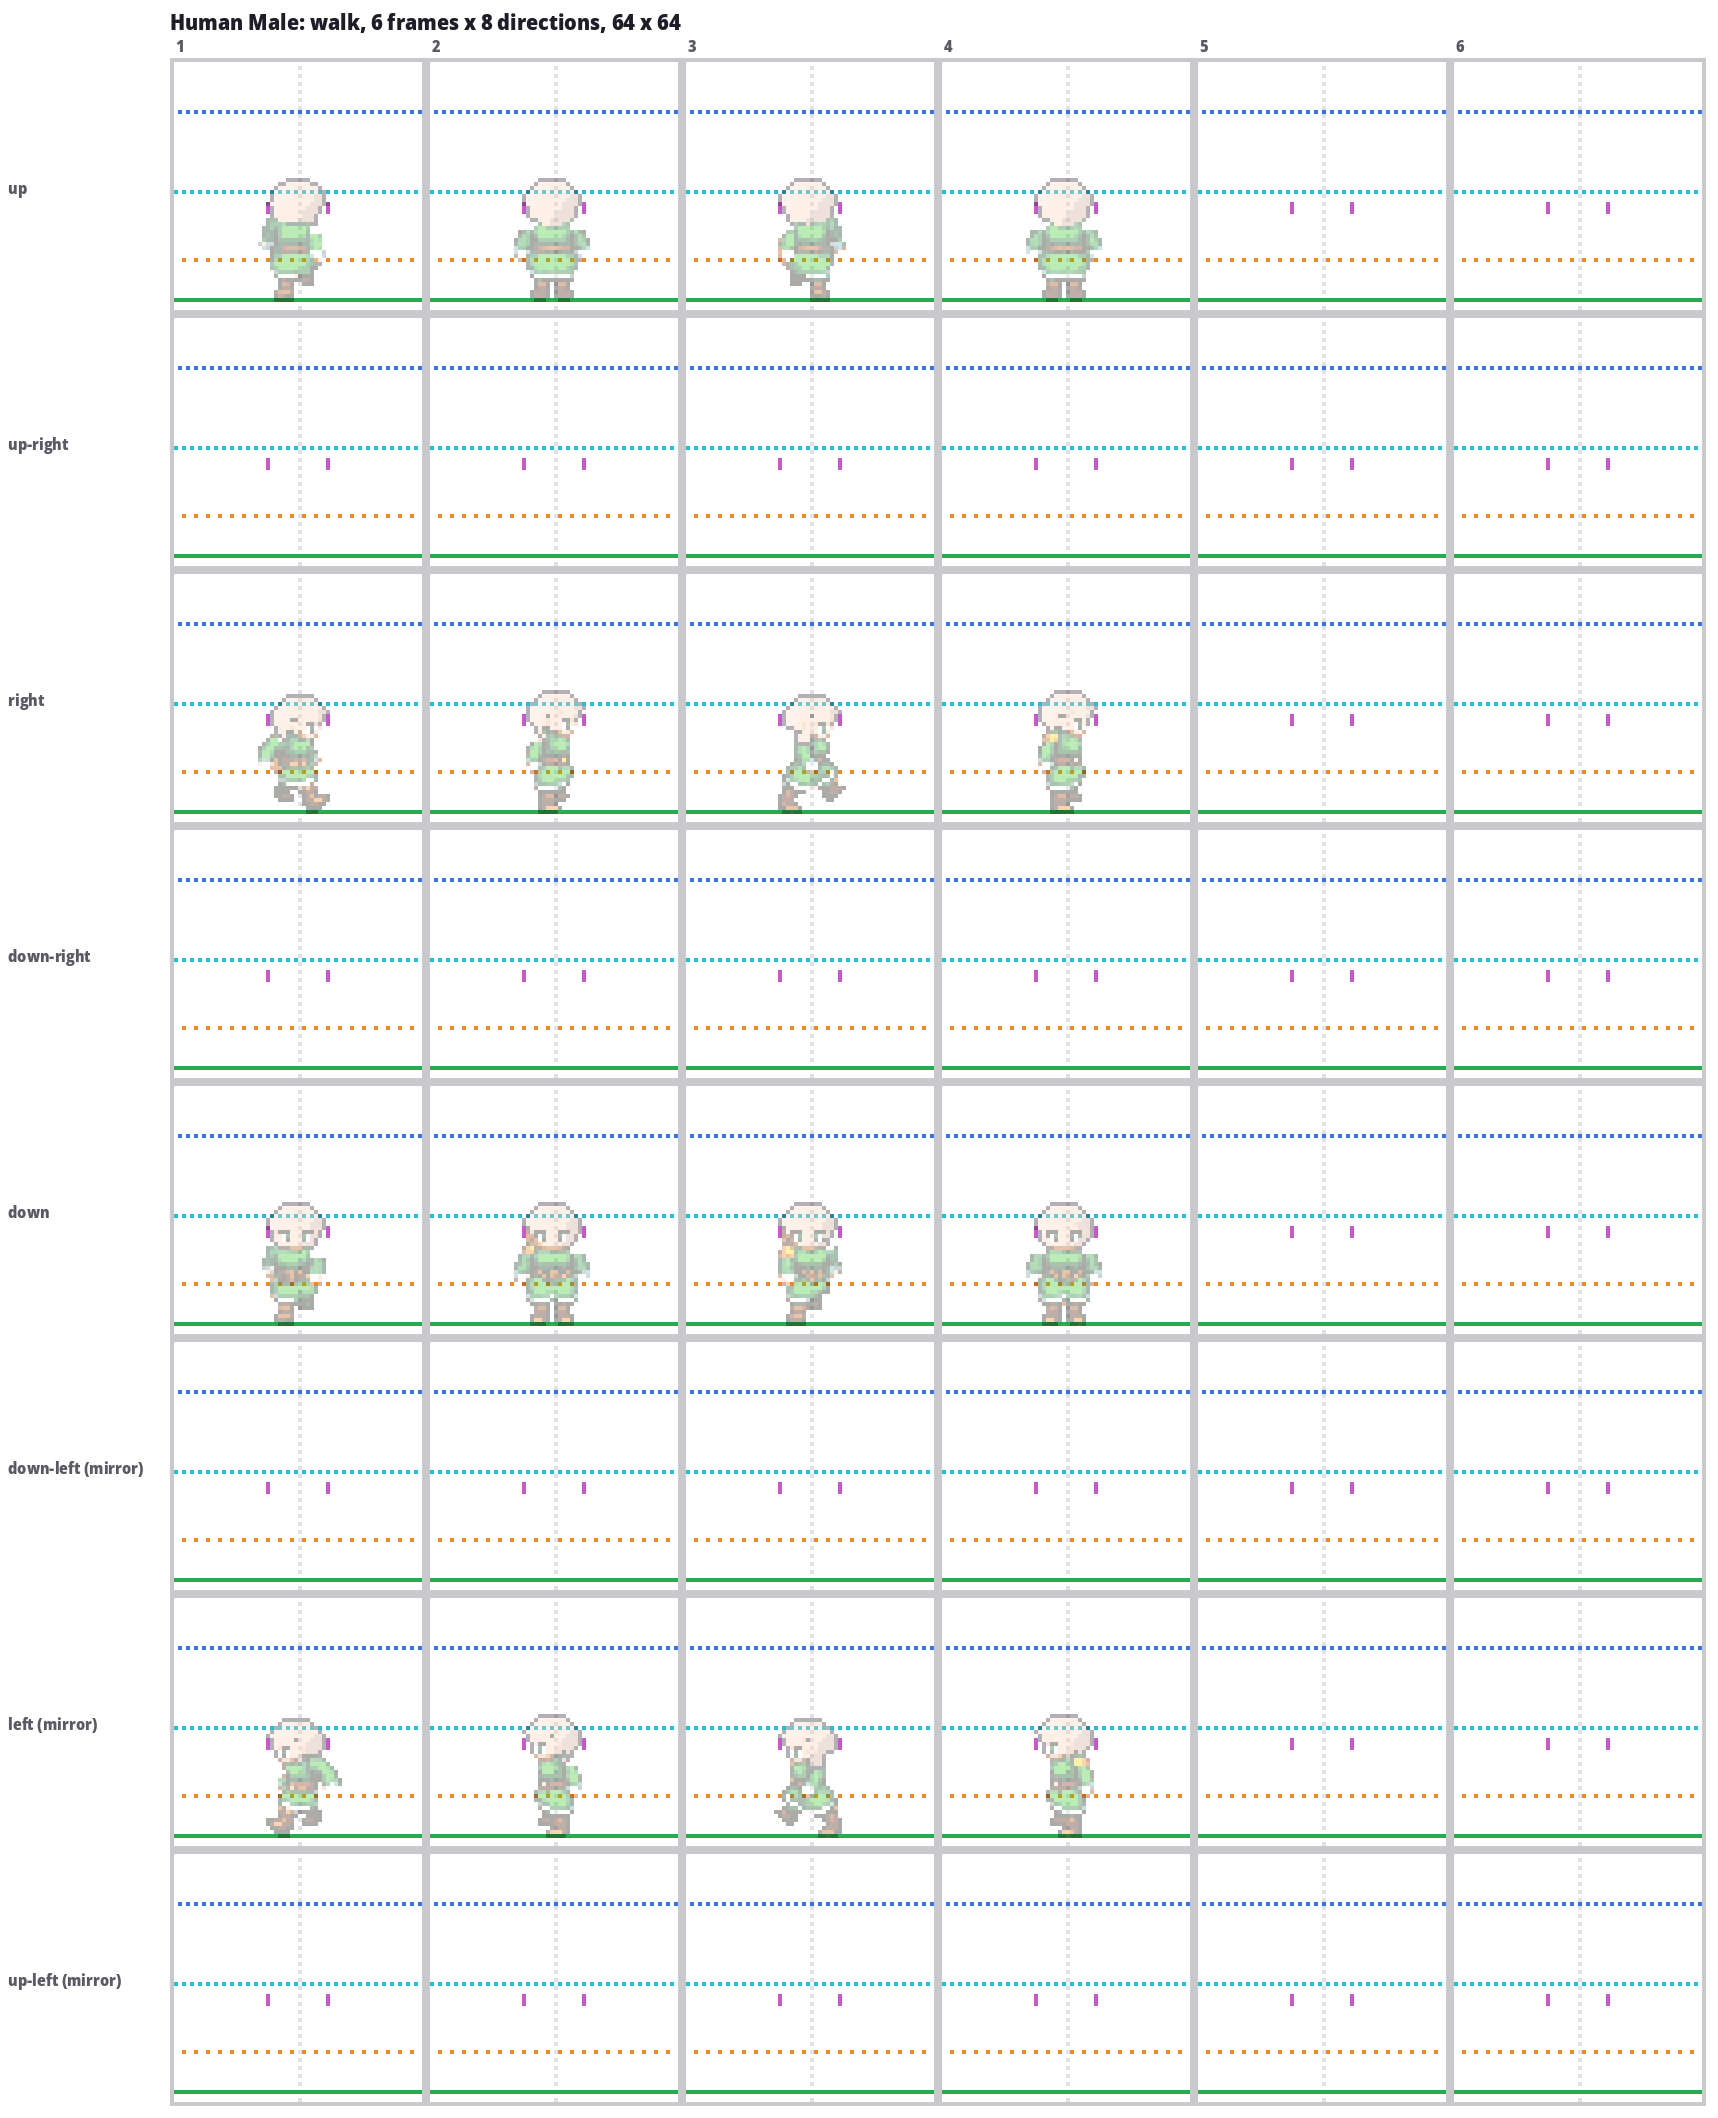 Human Male: walk, 6 frames x 8 directions, 64 x 64
1 2 3 4 5 6
up
up-right
right
down-right
down
down-left (mirror)
left (mirror)
up-left (mirror)